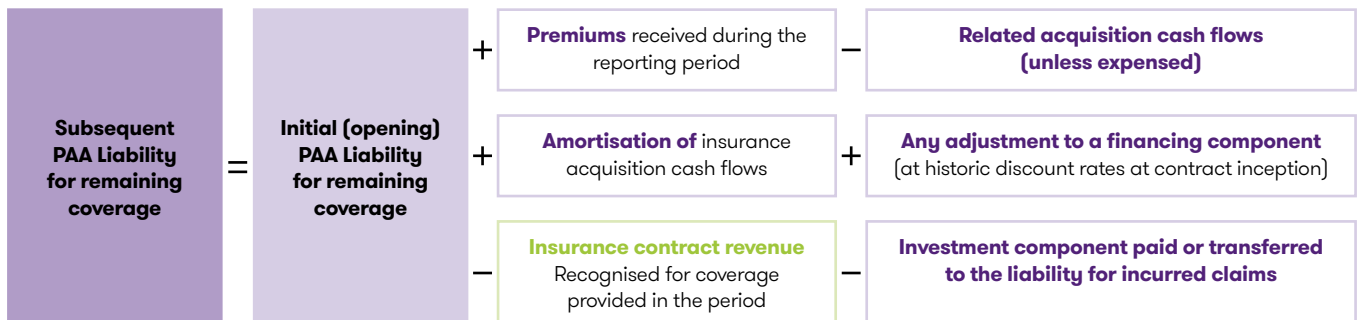 Subsequent
PAA Liability
for remaining
coverage
=
Initial (opening)
PAA Liability
for remaining
coverage
+
Premiums received during the
reporting period
−
Related acquisition cash flows
(unless expensed)
+
Amortisation of insurance
acquisition cash flows
+
Any adjustment to a financing component
(at historic discount rates at contract inception)
−
Insurance contract revenue
Recognised for coverage
provided in the period
−
Investment component paid or transferred
to the liability for incurred claims